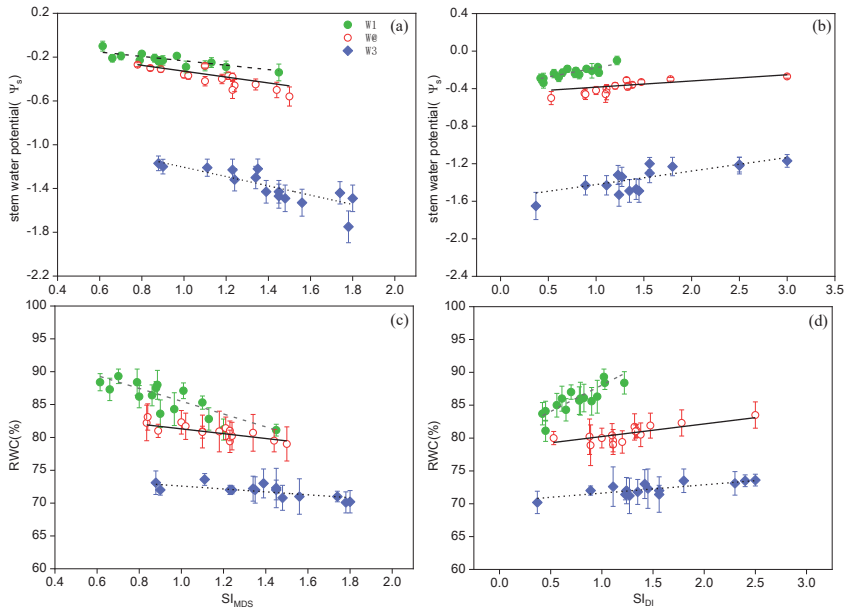 (a)
W1
W@
W3
stem water potential( Ψs)
0.2
-0.2
-0.6
-1.0
-1.4
-1.8
-2.2
0.4 0.6 0.8 1.0 1.2 1.4 1.6 1.8 2.0
(b)
stem water potential( Ψs)
0.4
0.0
-0.4
-0.8
-1.2
-1.6
-2.0
-2.4
0.0 0.5 1.0 1.5 2.0 2.5 3.0 3.5
(c)
RWC(%)
100
95
90
85
80
75
70
65
60
0.4 0.6 0.8 1.0 1.2 1.4 1.6 1.8 2.0
SIMDS
(d)
RWC(%)
100
95
90
85
80
75
70
65
60
0.0 0.5 1.0 1.5 2.0 2.5 3.0
SIDI